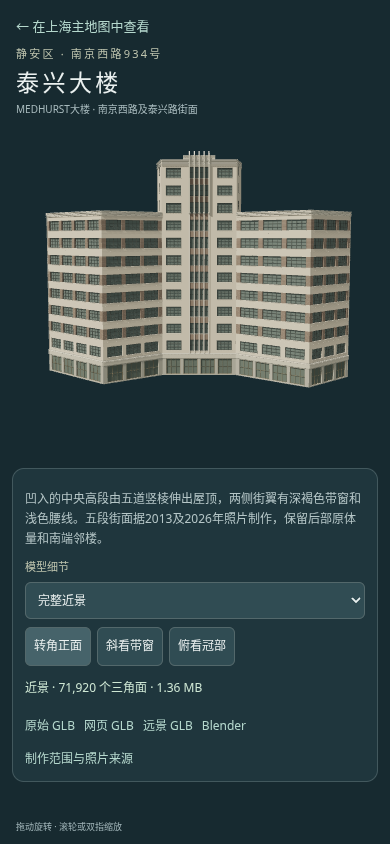 ← 在上海主地图中查看
静安区 · 南京西路934号
泰兴大楼
MEDHURST大楼 · 南京西路及泰兴路街面
凹入的中央高段由五道竖棱伸出屋顶，两侧街翼有深褐色带窗和
浅色腰线。五段街面据2013及2026年照片制作，保留后部原体
量和南端邻楼。
模型细节
完整近景
转角正面 斜看带窗 俯看冠部
近景 · 71,920 个三角面 · 1.36 MB
原始 GLB 网页 GLB 远景 GLB Blender
制作范围与照片来源
拖动旋转 · 滚轮或双指缩放